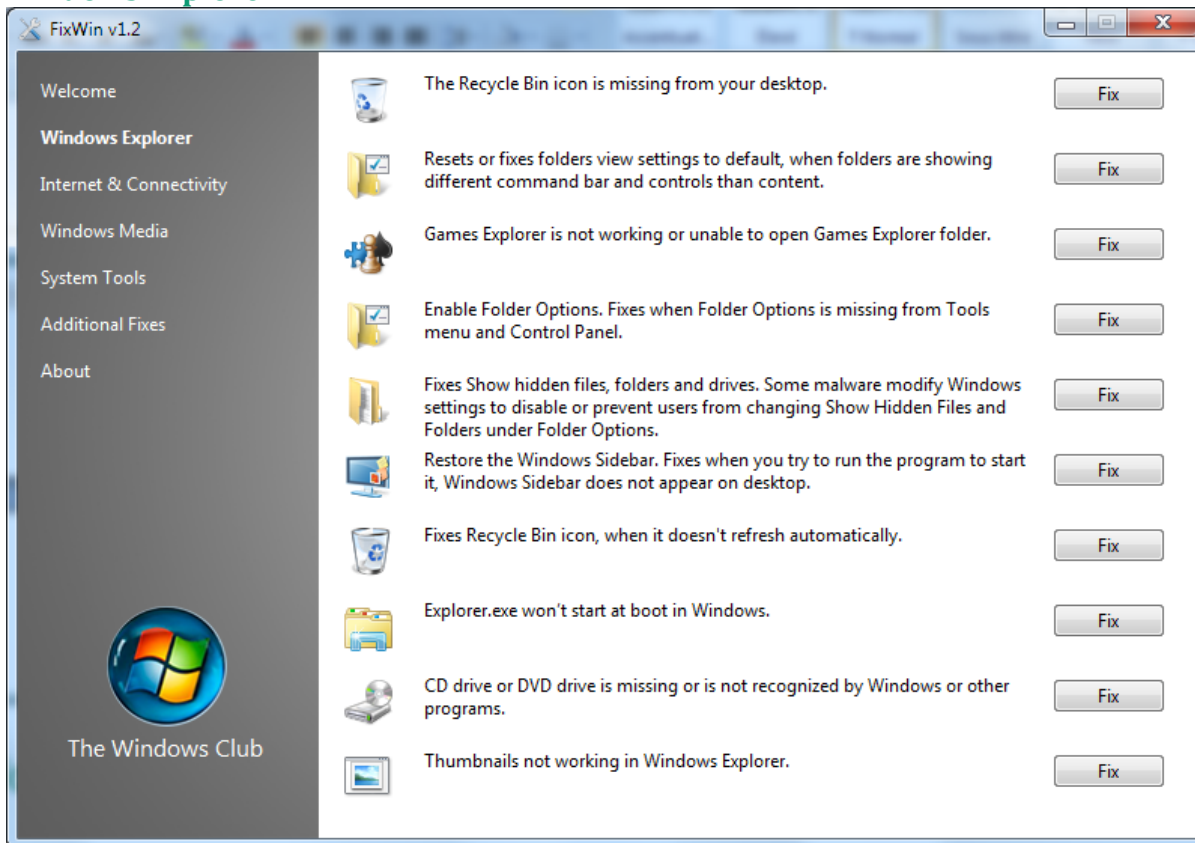 FixWin v1.2
Welcome
Windows Explorer
Internet & Connectivity
Windows Media
System Tools
Additional Fixes
About
The Windows Club
The Recycle Bin icon is missing from your desktop.
Fix
Resets or fixes folders view settings to default, when folders are showing
different command bar and controls than content.
Fix
Games Explorer is not working or unable to open Games Explorer folder.
Fix
Enable Folder Options. Fixes when Folder Options is missing from Tools
menu and Control Panel.
Fix
Fixes Show hidden files, folders and drives. Some malware modify Windows
settings to disable or prevent users from changing Show Hidden Files and
Folders under Folder Options.
Fix
Restore the Windows Sidebar. Fixes when you try to run the program to start
it, Windows Sidebar does not appear on desktop.
Fix
Fixes Recycle Bin icon, when it doesn't refresh automatically.
Fix
Explorer.exe won't start at boot in Windows.
Fix
CD drive or DVD drive is missing or is not recognized by Windows or other
programs.
Fix
Thumbnails not working in Windows Explorer.
Fix